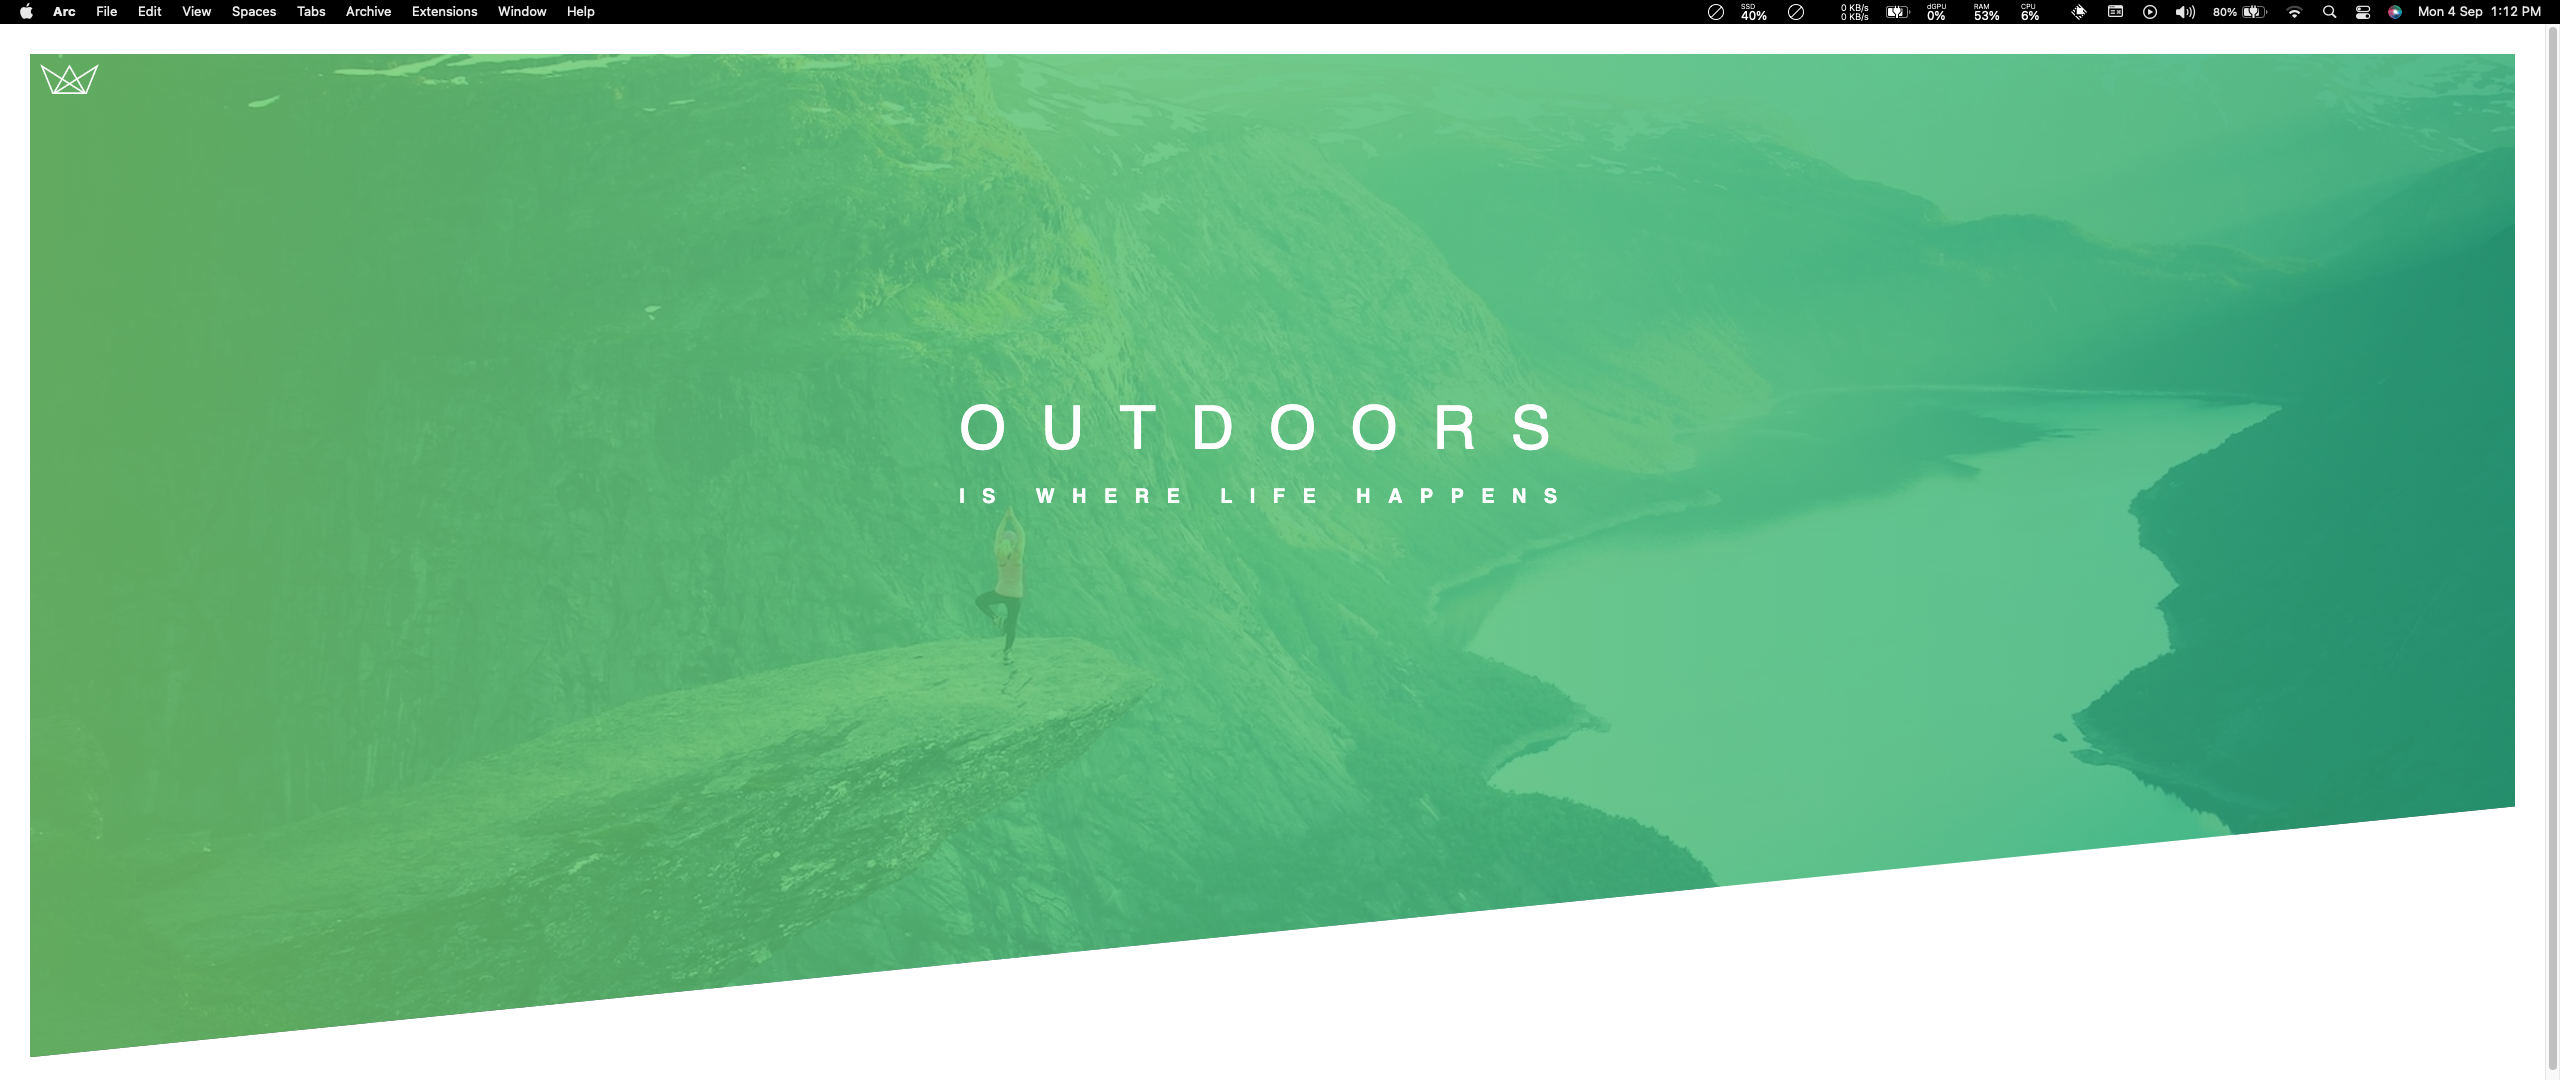 Arc File Edit View Spaces Tabs Archive Extensions Window Help SSD 40% 0 KB/s 0 KB/s dGPU 0% RAM 53% CPU 6% 80% Mon 4 Sep 1:12 PM
OUTDOORS
IS WHERE LIFE HAPPENS